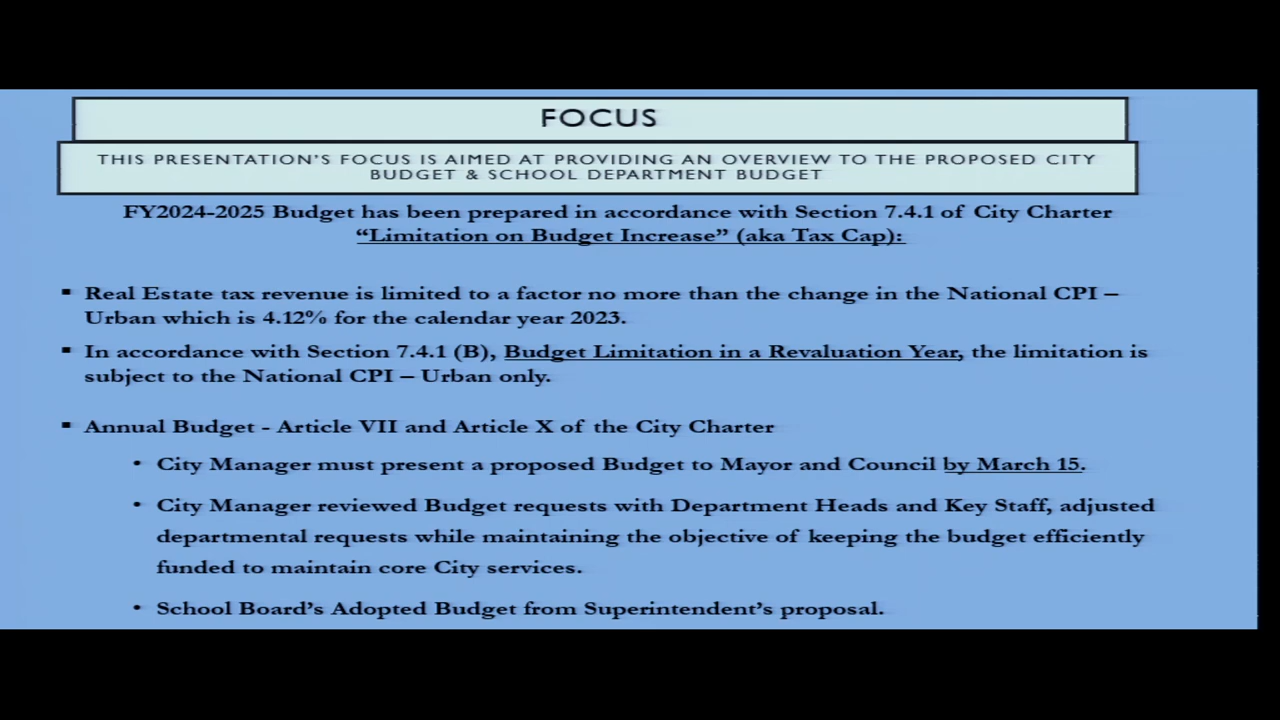 FOCUS
THIS PRESENTATION'S FOCUS IS AIMED AT PROVIDING AN OVERVIEW TO THE PROPOSED CITY
BUDGET & SCHOOL DEPARTMENT BUDGET
FY2024-2025 Budget has been prepared in accordance with Section 7.4.1 of City Charter
“Limitation on Budget Increase” (aka Tax Cap):
▪ Real Estate tax revenue is limited to a factor no more than the change in the National CPI –
Urban which is 4.12% for the calendar year 2023.
▪ In accordance with Section 7.4.1 (B), Budget Limitation in a Revaluation Year, the limitation is
subject to the National CPI – Urban only.
▪ Annual Budget - Article VII and Article X of the City Charter
• City Manager must present a proposed Budget to Mayor and Council by March 15.
• City Manager reviewed Budget requests with Department Heads and Key Staff, adjusted
departmental requests while maintaining the objective of keeping the budget efficiently
funded to maintain core City services.
• School Board’s Adopted Budget from Superintendent’s proposal.